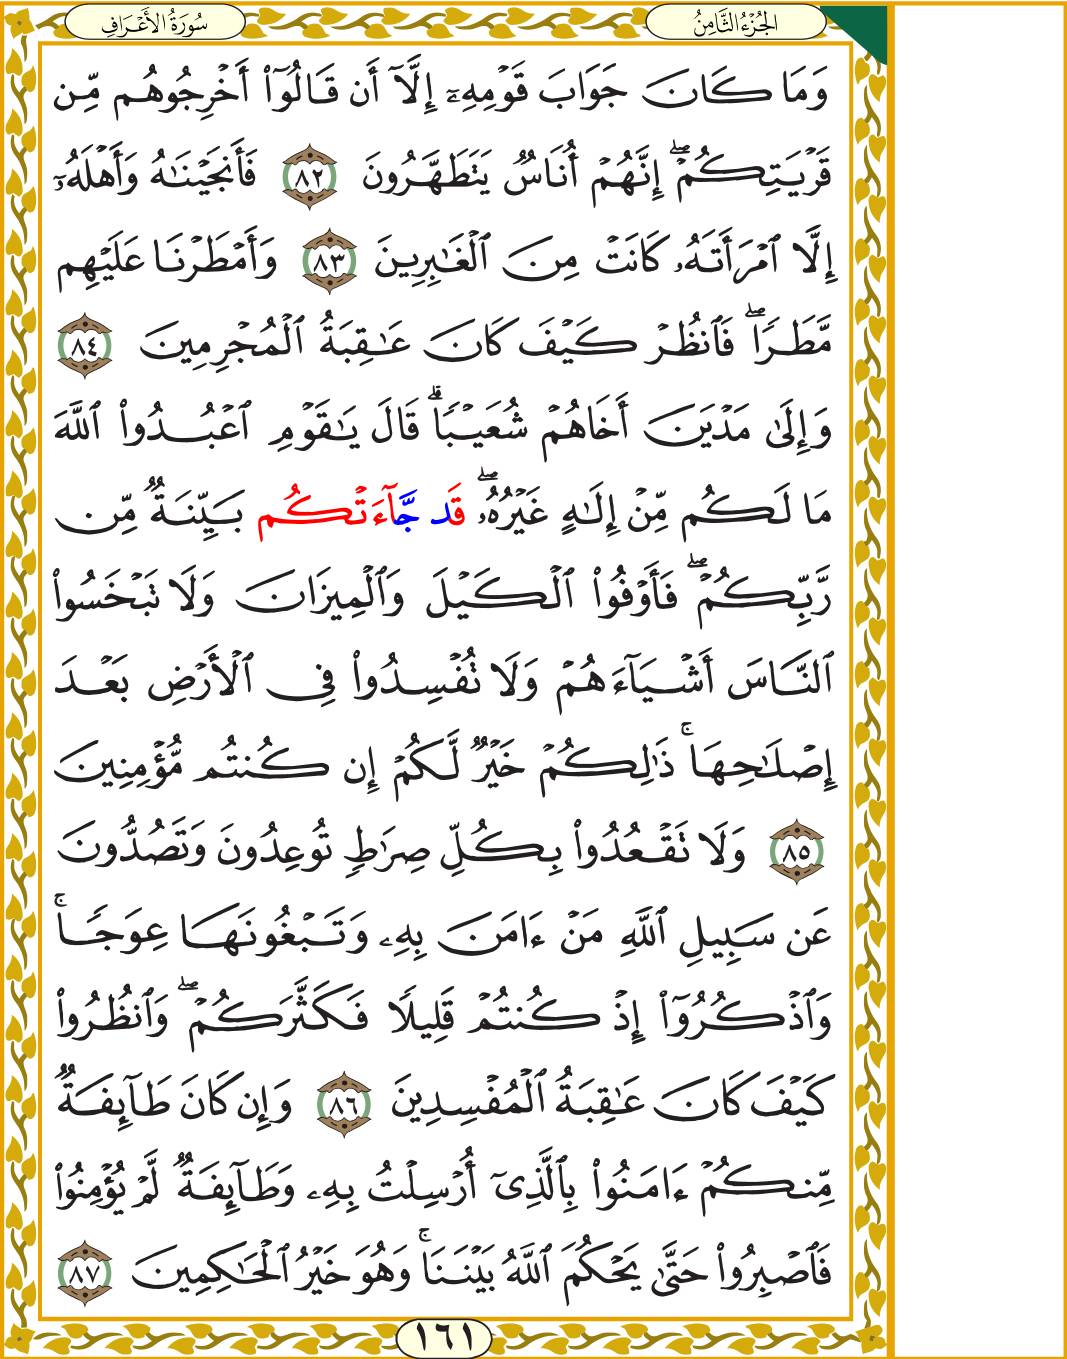 الجُزْءُ الثَّامِنُ
سُورَةُ الأَعْرَافِ
وَمَا كَانَ جَوَابَ قَوْمِهِۦٓ إِلَّآ أَن قَالُوٓاْ أَخْرِجُوهُم مِّن
قَرْيَتِكُمْۖ إِنَّهُمْ أُنَاسٌ يَتَطَهَّرُونَ ٨٢ فَأَنجَيْنَٰهُ وَأَهْلَهُۥٓ
إِلَّا ٱمْرَأَتَهُۥ كَانَتْ مِنَ ٱلْغَٰبِرِينَ ٨٣ وَأَمْطَرْنَا عَلَيْهِم
مَّطَرًاۖ فَٱنظُرْ كَيْفَ كَانَ عَٰقِبَةُ ٱلْمُجْرِمِينَ ٨٤
وَإِلَىٰ مَدْيَنَ أَخَاهُمْ شُعَيْبًاۗ قَالَ يَٰقَوْمِ ٱعْبُدُواْ ٱللَّهَ
مَا لَكُم مِّنْ إِلَٰهٍ غَيْرُهُۥۖ قَد جَّآءَتْكُم بَيِّنَةٌ مِّن
رَّبِّكُمْۖ فَأَوْفُواْ ٱلْكَيْلَ وَٱلْمِيزَانَ وَلَا تَبْخَسُواْ
ٱلنَّاسَ أَشْيَآءَهُمْ وَلَا تُفْسِدُواْ فِى ٱلْأَرْضِ بَعْدَ
إِصْلَٰحِهَاۚ ذَٰلِكُمْ خَيْرٌ لَّكُمْ إِن كُنتُم مُّؤْمِنِينَ
٨٥ وَلَا تَقْعُدُواْ بِكُلِّ صِرَٰطٍ تُوعِدُونَ وَتَصُدُّونَ
عَن سَبِيلِ ٱللَّهِ مَنْ ءَامَنَ بِهِۦ وَتَبْغُونَهَا عِوَجًاۚ
وَٱذْكُرُوٓاْ إِذْ كُنتُمْ قَلِيلًا فَكَثَّرَكُمْۖ وَٱنظُرُواْ
كَيْفَ كَانَ عَٰقِبَةُ ٱلْمُفْسِدِينَ ٨٦ وَإِن كَانَ طَآئِفَةٌ
مِّنكُمْ ءَامَنُواْ بِٱلَّذِىٓ أُرْسِلْتُ بِهِۦ وَطَآئِفَةٌ لَّمْ يُؤْمِنُواْ
فَٱصْبِرُواْ حَتَّىٰ يَحْكُمَ ٱللَّهُ بَيْنَنَاۚ وَهُوَ خَيْرُ ٱلْحَٰكِمِينَ ٨٧
١٦١